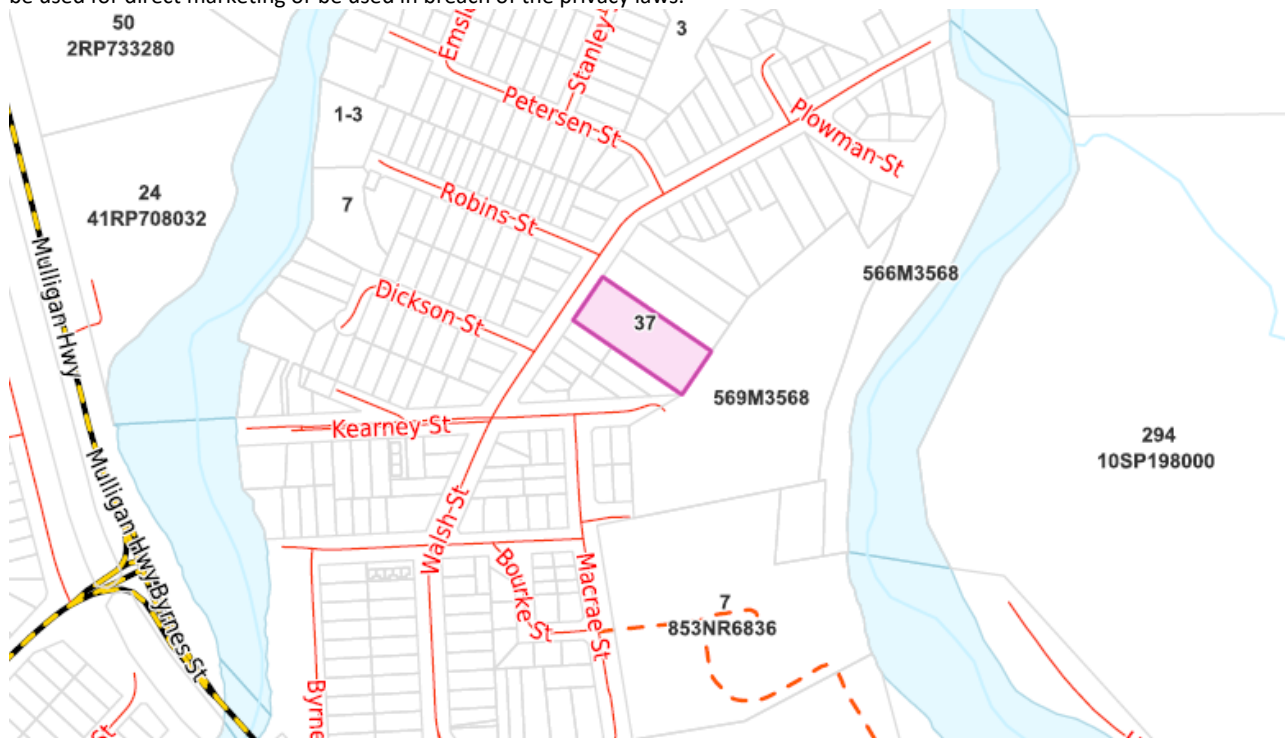 be used for direct marketing or be used in breach of the privacy laws.
50
2RP733280
Emsl
Stanley
3
Petersen St
Plowman St
1-3
24
41RP708032
7
Robins St
Mulligan Hwy
566M3568
Dickson St
37
569M3568
Kearney St
294
10SP198000
Mulligan Hwy
Walsh St
Bourke St
Macrae St
7
853NR6836
Byrnes St
Byrne
St